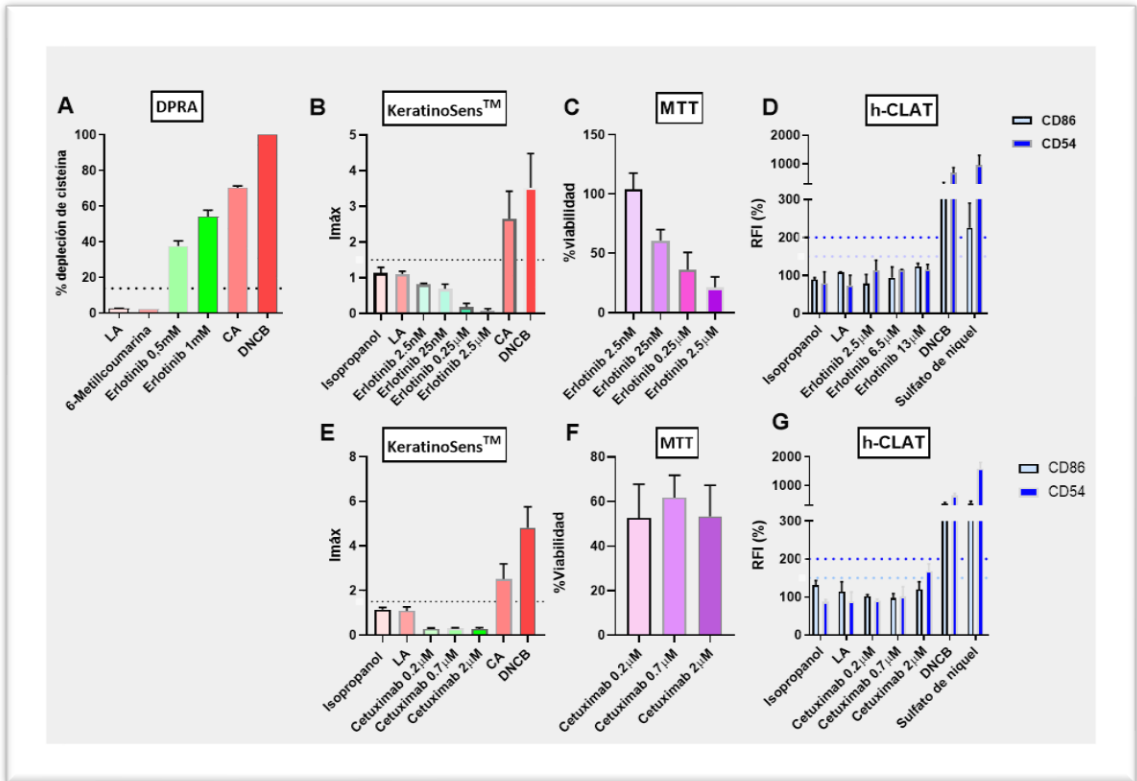 A
DPRA
% depleción de cisteína
100
80
60
40
20
0
LA
6-Metillcoumarina
Erlotinib 0,5mM
Erlotinib 1mM
CA
DNCB
B
KeratinoSens™
Imáx
5
4
3
2
1
0
Isopropanol
LA
Erlotinib 2.5nM
Erlotinib 25nM
Erlotinib 0.25µM
Erlotinib 2.5µM
CA
DNCB
C
MTT
%viabilidad
150
100
50
0
Erlotinib 2.5nM
Erlotinib 25nM
Erlotinib 0.25µM
Erlotinib 2.5µM
D
h-CLAT
RFI (%)
2000
1000
300
200
100
0
Isopropanol
LA
Erlotinib 2.5µM
Erlotinib 6.5µM
Erlotinib 13µM
DNCB
Sulfato de níquel
CD86
CD54
E
KeratinoSens™
Imáx
8
6
4
2
0
Isopropanol
LA
Cetuximab 0.2µM
Cetuximab 0.7µM
Cetuximab 2µM
CA
DNCB
F
MTT
%Viabilidad
80
60
40
20
0
Cetuximab 0.2µM
Cetuximab 0.7µM
Cetuximab 2µM
G
h-CLAT
RFI (%)
2000
1000
300
200
100
0
Isopropanol
LA
Cetuximab 0.2µM
Cetuximab 0.7µM
Cetuximab 2µM
DNCB
Sulfato de niquel
CD86
CD54